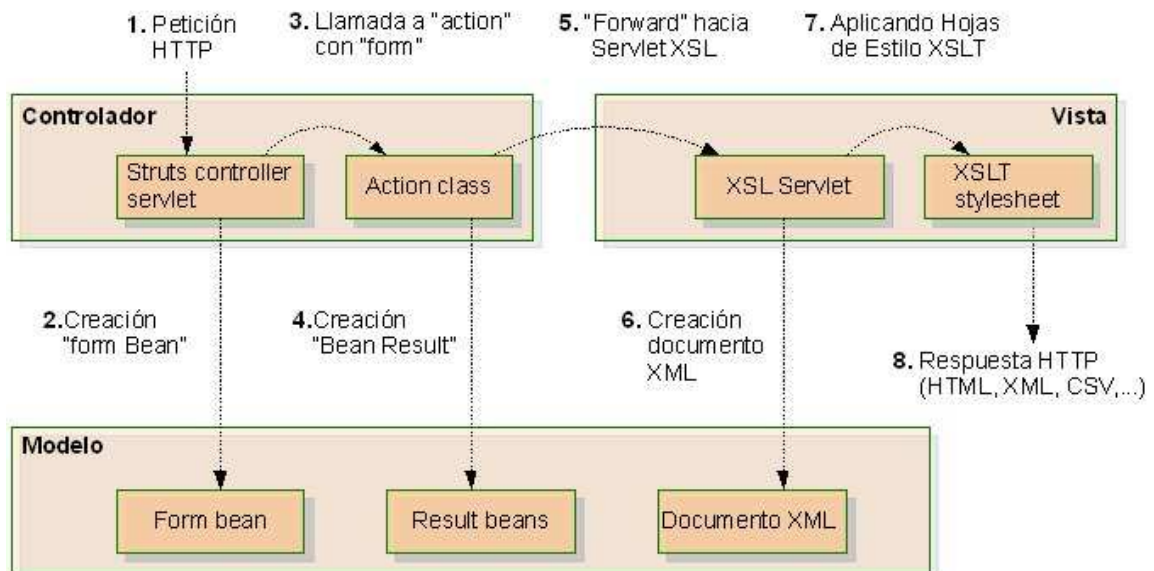 1. Petición
HTTP
3. Llamada a "action"
con "form"
5. "Forward" hacia
Servlet XSL
7. Aplicando Hojas
de Estilo XSLT
Controlador
Vista
Struts controller
servlet
Action class
XSL Servlet
XSLT
stylesheet
2.Creación
"form Bean"
4.Creación
"Bean Result"
6. Creación
documento
XML
8. Respuesta HTTP
(HTML, XML, CSV,...)
Modelo
Form bean
Result beans
Documento XML